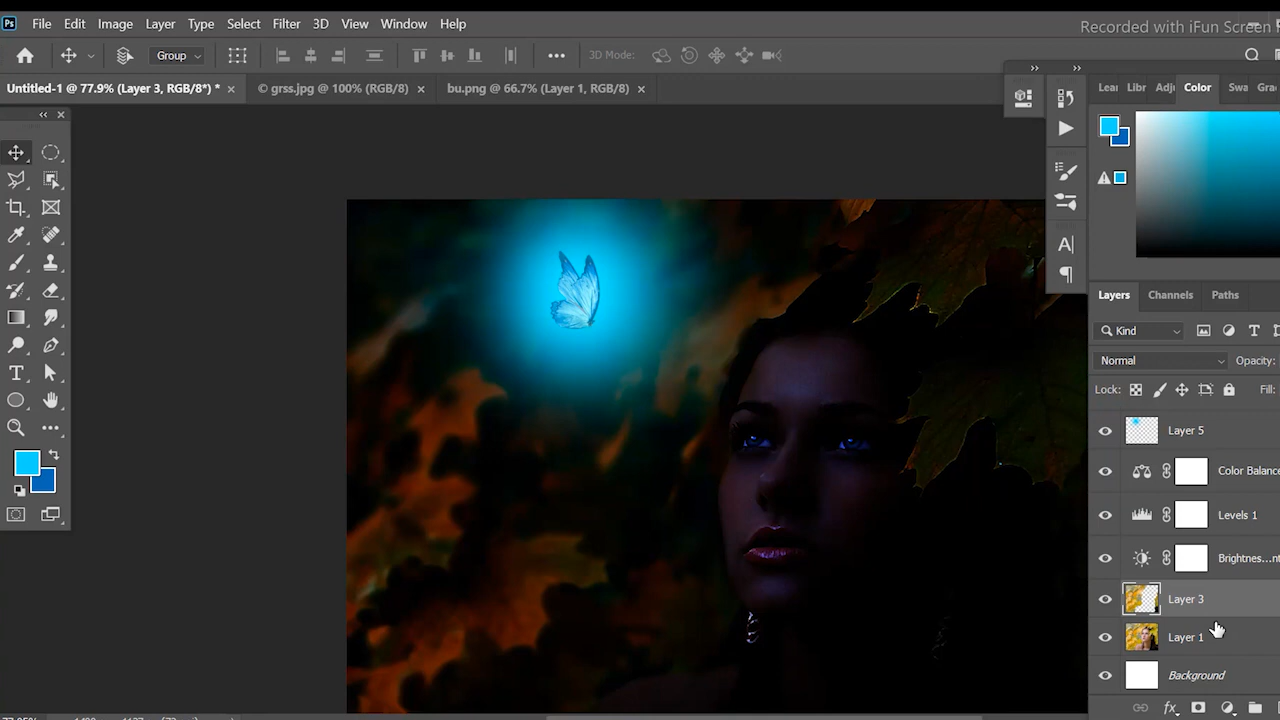 Ps File Edit Image Layer Type Select Filter 3D View Window Help
Recorded with iFun Screen
Group 3D Mode:
Untitled-1 @ 77.9% (Layer 3, RGB/8*) * × © grss.jpg @ 100% (RGB/8) × bu.png @ 66.7% (Layer 1, RGB/8) ×
Lear Libr Adj Color Swa Gra
Layers Channels Paths
Kind
Normal Opacity:
Lock: Fill:
Layer 5
Color Balance
Levels 1
Brightnes...nt
Layer 3
Layer 1
Background